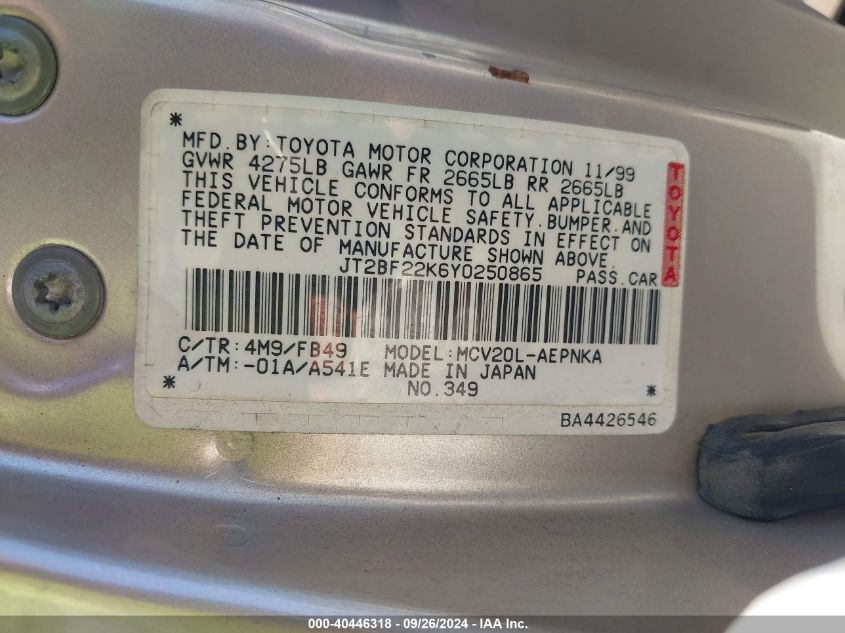 *
MFD.BY:TOYOTA MOTOR CORPORATION 11/99
GVWR 4275LB GAWR FR 2665LB RR 2665LB
THIS VEHICLE CONFORMS TO ALL APPLICABLE
FEDERAL MOTOR VEHICLE SAFETY.BUMPER.AND
THEFT PREVENTION STANDARDS IN EFFECT ON
THE DATE OF MANUFACTURE SHOWN ABOVE.
JT2BF22K6Y0250865 PASS.CAR
TOYOTA
C/TR:4M9/FB49 MODEL:MCV20L-AEPNKA
A/TM:-01A/A541E MADE IN JAPAN
* NO.349 *
BA4426546
000-40446318 - 09/26/2024 - IAA Inc.